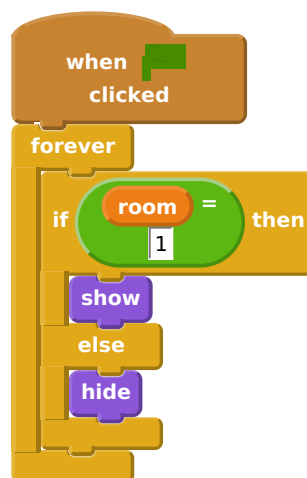 when
clicked
forever
if room = then
1
show
else
hide